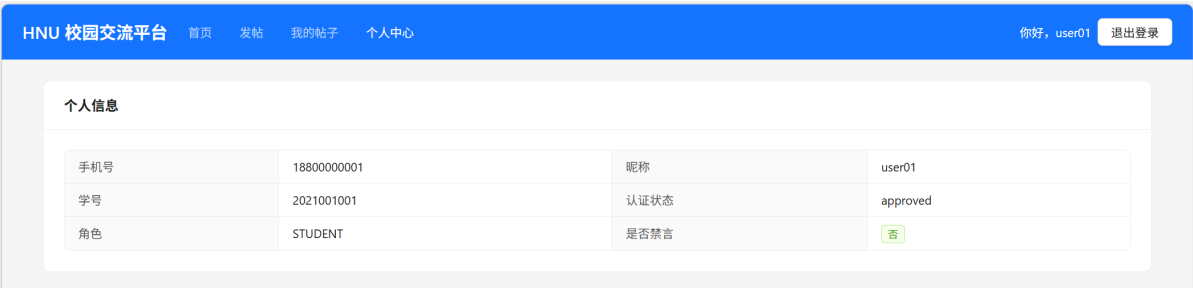 HNU 校园交流平台 首页 发帖 我的帖子 个人中心 你好，user01 退出登录
个人信息
手机号 18800000001 昵称 user01
学号 2021001001 认证状态 approved
角色 STUDENT 是否禁言 否